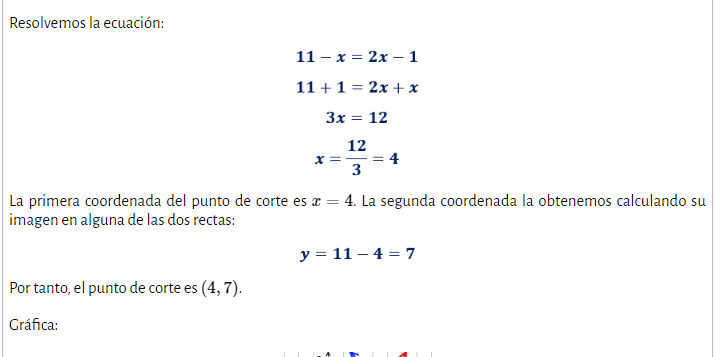 Resolvemos la ecuación:
11 − x = 2x − 1
11 + 1 = 2x + x
3x = 12
x = 12/3 = 4
La primera coordenada del punto de corte es x = 4. La segunda coordenada la obtenemos calculando su
imagen en alguna de las dos rectas:
y = 11 − 4 = 7
Por tanto, el punto de corte es (4, 7).
Gráfica: